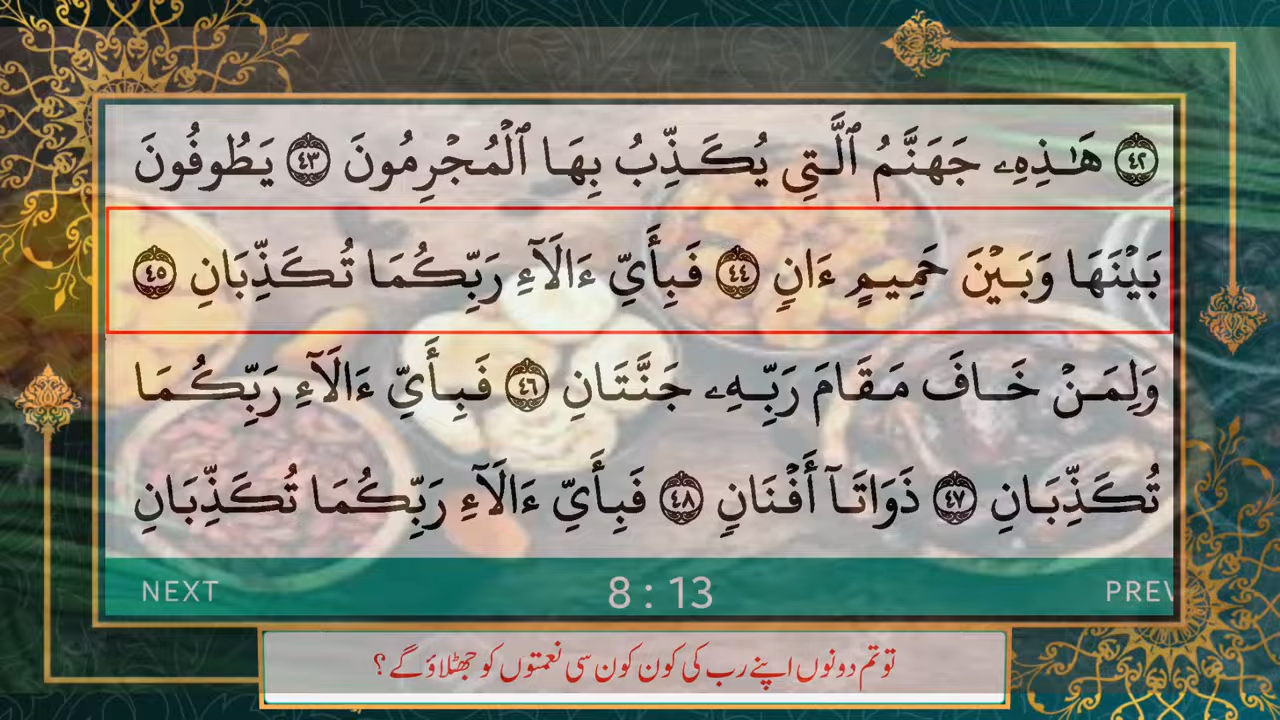 ﴿٤٢﴾ هَـٰذِهِۦ جَهَنَّمُ ٱلَّتِى يُكَذِّبُ بِهَا ٱلْمُجْرِمُونَ ﴿٤٣﴾ يَطُوفُونَ
بَيْنَهَا وَبَيْنَ حَمِيمٍ ءَانٍ ﴿٤٤﴾ فَبِأَىِّ ءَالَآءِ رَبِّكُمَا تُكَذِّبَانِ ﴿٤٥﴾
وَلِمَنْ خَافَ مَقَامَ رَبِّهِۦ جَنَّتَانِ ﴿٤٦﴾ فَبِأَىِّ ءَالَآءِ رَبِّكُمَا
تُكَذِّبَانِ ﴿٤٧﴾ ذَوَاتَآ أَفْنَانٍ ﴿٤٨﴾ فَبِأَىِّ ءَالَآءِ رَبِّكُمَا تُكَذِّبَانِ
NEXT 8 : 13 PREV
تو تم دونوں اپنے رب کی کون کون سی نعمتوں کو جھٹلاؤ گے ؟